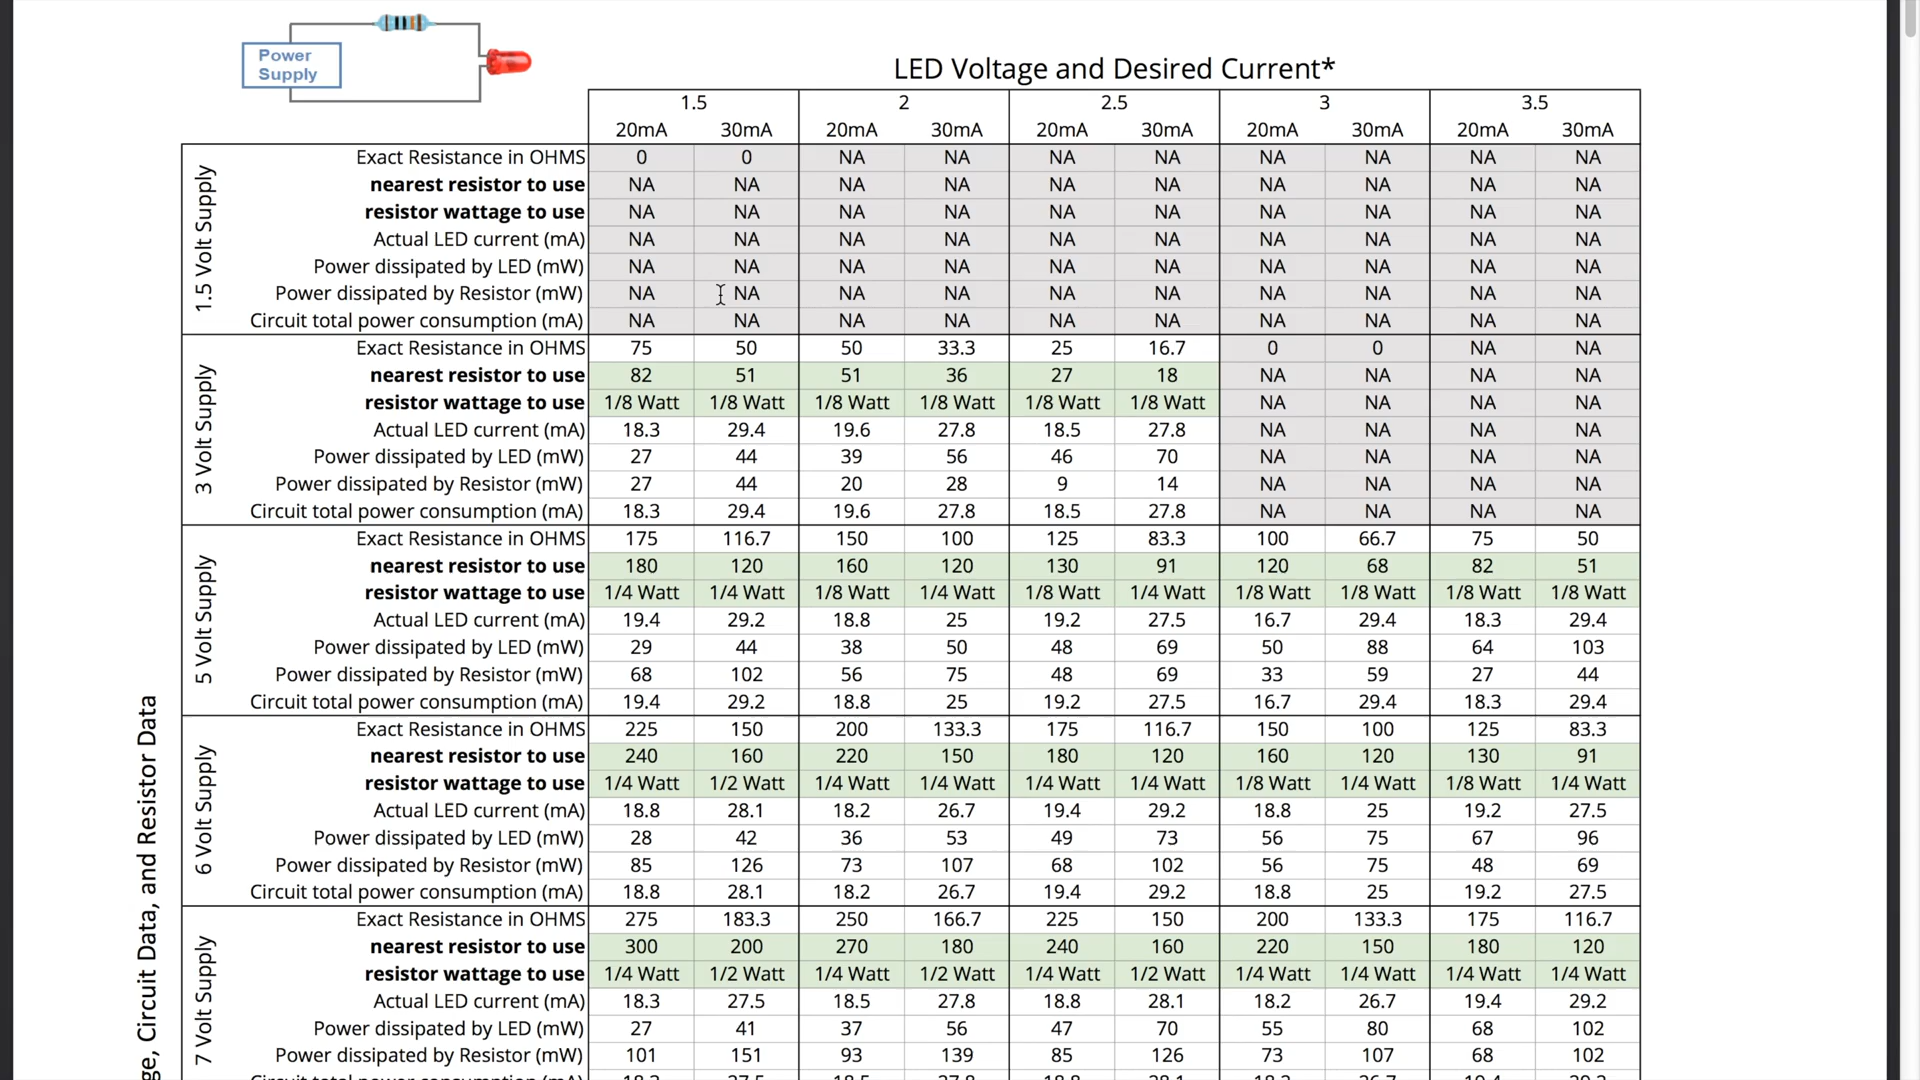 Power
Supply
LED Voltage and Desired Current*
1.5 2 2.5 3 3.5
20mA 30mA 20mA 30mA 20mA 30mA 20mA 30mA 20mA 30mA
1.5 Volt Supply
Exact Resistance in OHMS 0 0 NA NA NA NA NA NA NA NA
nearest resistor to use NA NA NA NA NA NA NA NA NA NA
resistor wattage to use NA NA NA NA NA NA NA NA NA NA
Actual LED current (mA) NA NA NA NA NA NA NA NA NA NA
Power dissipated by LED (mW) NA NA NA NA NA NA NA NA NA NA
Power dissipated by Resistor (mW) NA NA NA NA NA NA NA NA NA NA
Circuit total power consumption (mA) NA NA NA NA NA NA NA NA NA NA
3 Volt Supply
Exact Resistance in OHMS 75 50 50 33.3 25 16.7 0 0 NA NA
nearest resistor to use 82 51 51 36 27 18 NA NA NA NA
resistor wattage to use 1/8 Watt 1/8 Watt 1/8 Watt 1/8 Watt 1/8 Watt 1/8 Watt NA NA NA NA
Actual LED current (mA) 18.3 29.4 19.6 27.8 18.5 27.8 NA NA NA NA
Power dissipated by LED (mW) 27 44 39 56 46 70 NA NA NA NA
Power dissipated by Resistor (mW) 27 44 20 28 9 14 NA NA NA NA
Circuit total power consumption (mA) 18.3 29.4 19.6 27.8 18.5 27.8 NA NA NA NA
5 Volt Supply
Exact Resistance in OHMS 175 116.7 150 100 125 83.3 100 66.7 75 50
nearest resistor to use 180 120 160 120 130 91 120 68 82 51
resistor wattage to use 1/4 Watt 1/4 Watt 1/8 Watt 1/4 Watt 1/8 Watt 1/4 Watt 1/8 Watt 1/8 Watt 1/8 Watt 1/8 Watt
Actual LED current (mA) 19.4 29.2 18.8 25 19.2 27.5 16.7 29.4 18.3 29.4
Power dissipated by LED (mW) 29 44 38 50 48 69 50 88 64 103
Power dissipated by Resistor (mW) 68 102 56 75 48 69 33 59 27 44
Circuit total power consumption (mA) 19.4 29.2 18.8 25 19.2 27.5 16.7 29.4 18.3 29.4
6 Volt Supply
Exact Resistance in OHMS 225 150 200 133.3 175 116.7 150 100 125 83.3
nearest resistor to use 240 160 220 150 180 120 160 120 130 91
resistor wattage to use 1/4 Watt 1/2 Watt 1/4 Watt 1/4 Watt 1/4 Watt 1/4 Watt 1/8 Watt 1/4 Watt 1/8 Watt 1/4 Watt
Actual LED current (mA) 18.8 28.1 18.2 26.7 19.4 29.2 18.8 25 19.2 27.5
Power dissipated by LED (mW) 28 42 36 53 49 73 56 75 67 96
Power dissipated by Resistor (mW) 85 126 73 107 68 102 56 75 48 69
Circuit total power consumption (mA) 18.8 28.1 18.2 26.7 19.4 29.2 18.8 25 19.2 27.5
7 Volt Supply
Exact Resistance in OHMS 275 183.3 250 166.7 225 150 200 133.3 175 116.7
nearest resistor to use 300 200 270 180 240 160 220 150 180 120
resistor wattage to use 1/4 Watt 1/2 Watt 1/4 Watt 1/2 Watt 1/4 Watt 1/2 Watt 1/4 Watt 1/4 Watt 1/4 Watt 1/4 Watt
Actual LED current (mA) 18.3 27.5 18.5 27.8 18.8 28.1 18.2 26.7 19.4 29.2
Power dissipated by LED (mW) 27 41 37 56 47 70 55 80 68 102
Power dissipated by Resistor (mW) 101 151 93 139 85 126 73 107 68 102
Circuit Data, and Resistor Data